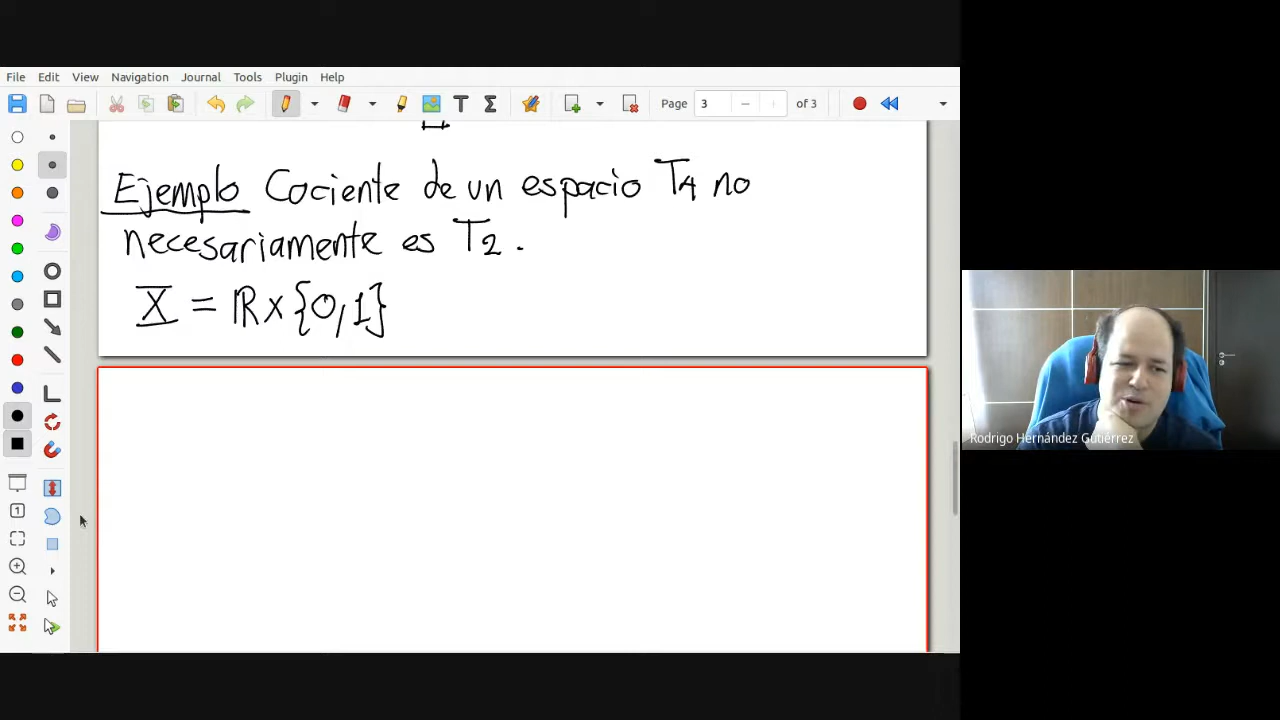 File Edit View Navigation Journal Tools Plugin Help
Page 3 of 3
Ejemplo Cociente de un espacio T4 no
necesariamente es T2.
X = ℝ x {0,1}
Rodrigo Hernández Gutiérrez